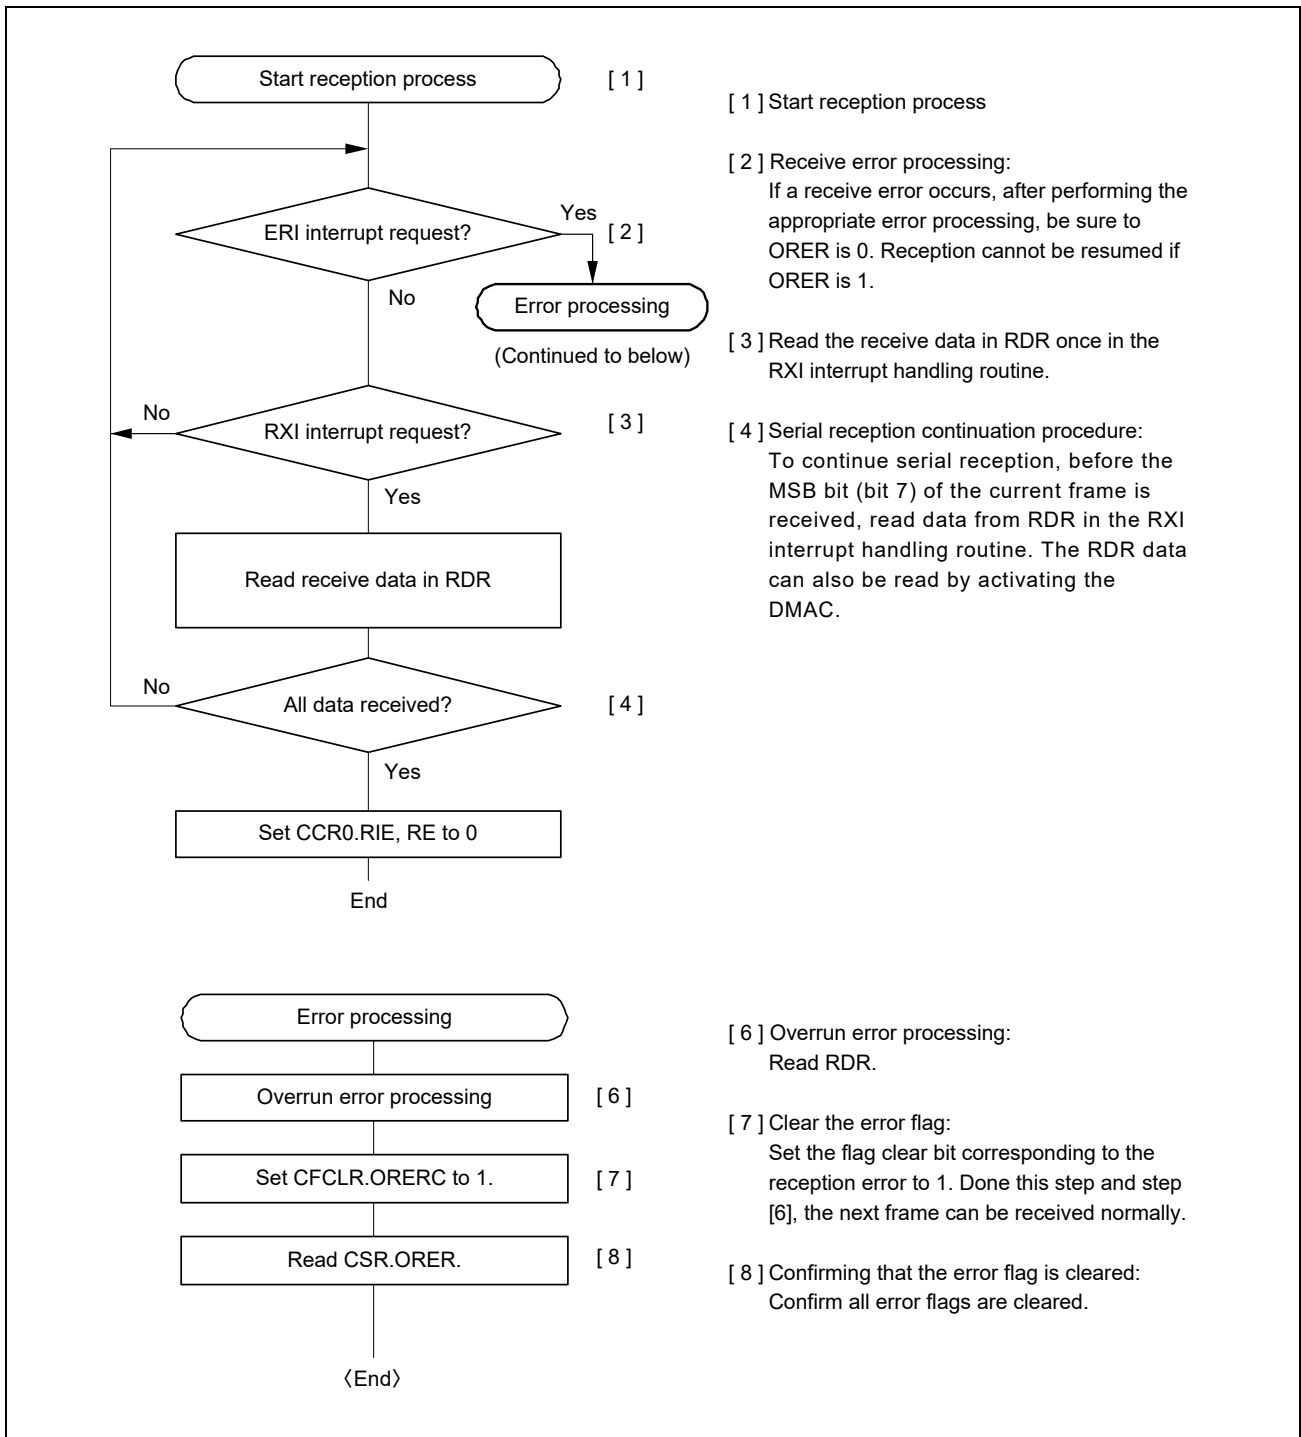 Start reception process
[ 1 ]
ERI interrupt request?
Yes
[ 2 ]
No
Error processing
(Continued to below)
No
RXI interrupt request?
[ 3 ]
Yes
Read receive data in RDR
No
All data received?
[ 4 ]
Yes
Set CCR0.RIE, RE to 0
End
[ 1 ] Start reception process
[ 2 ] Receive error processing:
If a receive error occurs, after performing the
appropriate error processing, be sure to
ORER is 0. Reception cannot be resumed if
ORER is 1.
[ 3 ] Read the receive data in RDR once in the
RXI interrupt handling routine.
[ 4 ] Serial reception continuation procedure:
To continue serial reception, before the
MSB bit (bit 7) of the current frame is
received, read data from RDR in the RXI
interrupt handling routine. The RDR data
can also be read by activating the
DMAC.
Error processing
Overrun error processing
[ 6 ]
Set CFCLR.ORERC to 1.
[ 7 ]
Read CSR.ORER.
[ 8 ]
〈End〉
[ 6 ] Overrun error processing:
Read RDR.
[ 7 ] Clear the error flag:
Set the flag clear bit corresponding to the
reception error to 1. Done this step and step
[6], the next frame can be received normally.
[ 8 ] Confirming that the error flag is cleared:
Confirm all error flags are cleared.